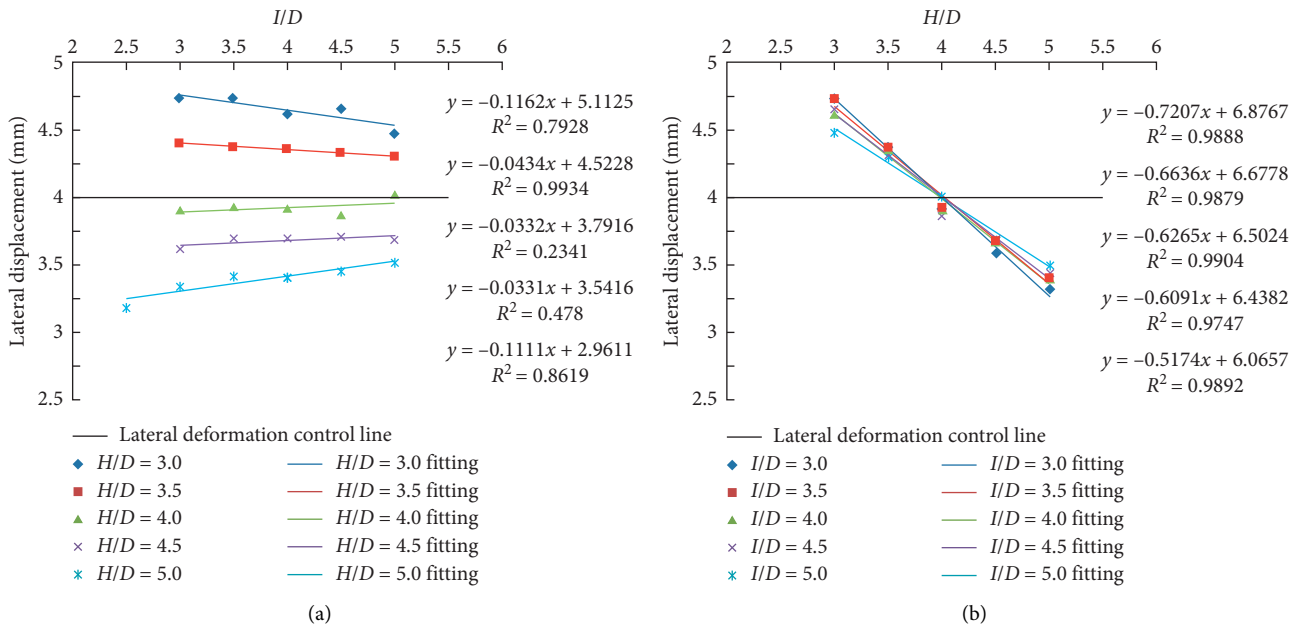 I/D
2 2.5 3 3.5 4 4.5 5 5.5 6
5
4.5
4
3.5
3
2.5
Lateral displacement (mm)
y = –0.1162x + 5.1125
R² = 0.7928
y = –0.0434x + 4.5228
R² = 0.9934
y = –0.0332x + 3.7916
R² = 0.2341
y = –0.0331x + 3.5416
R² = 0.478
y = –0.1111x + 2.9611
R² = 0.8619
Lateral deformation control line
H/D = 3.0 H/D = 3.0 fitting
H/D = 3.5 H/D = 3.5 fitting
H/D = 4.0 H/D = 4.0 fitting
H/D = 4.5 H/D = 4.5 fitting
H/D = 5.0 H/D = 5.0 fitting
(a)
H/D
2 2.5 3 3.5 4 4.5 5 5.5 6
5
4.5
4
3.5
3
2.5
Lateral displacement (mm)
y = –0.7207x + 6.8767
R² = 0.9888
y = –0.6636x + 6.6778
R² = 0.9879
y = –0.6265x + 6.5024
R² = 0.9904
y = –0.6091x + 6.4382
R² = 0.9747
y = –0.5174x + 6.0657
R² = 0.9892
Lateral deformation control line
I/D = 3.0 I/D = 3.0 fitting
I/D = 3.5 I/D = 3.5 fitting
I/D = 4.0 I/D = 4.0 fitting
I/D = 4.5 I/D = 4.5 fitting
I/D = 5.0 I/D = 5.0 fitting
(b)